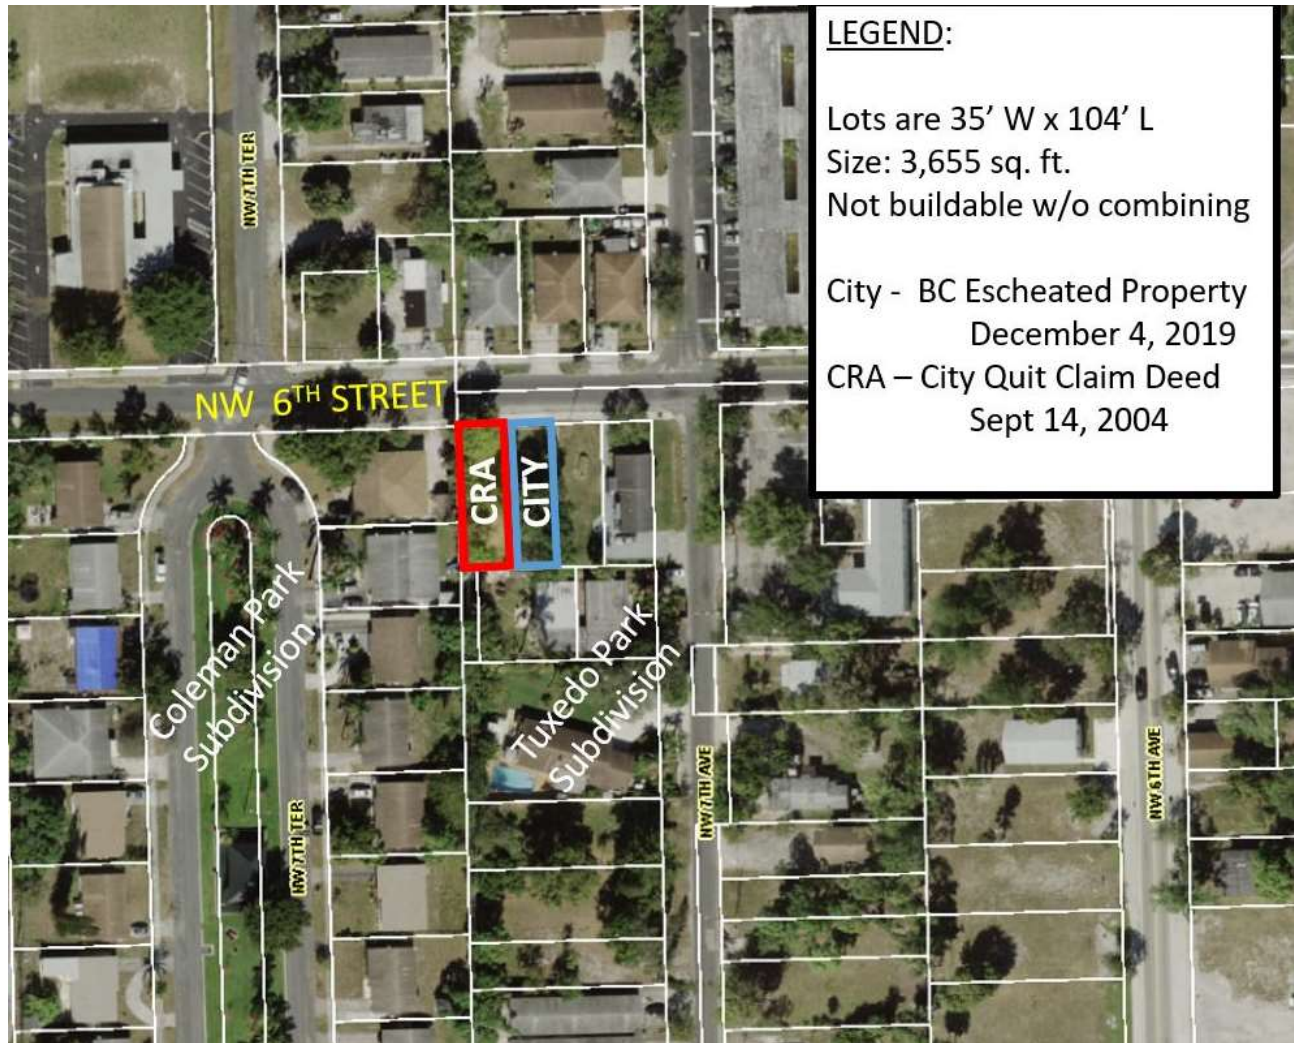 LEGEND:
Lots are 35’ W x 104’ L
Size: 3,655 sq. ft.
Not buildable w/o combining
City - BC Escheated Property
December 4, 2019
CRA – City Quit Claim Deed
Sept 14, 2004
NW 7TH TER
NW 6TH STREET
CRA
CITY
Coleman Park
Subdivision
Tuxedo Park
Subdivision
NW 7TH TER
NW 7TH AVE
NW 6TH AVE